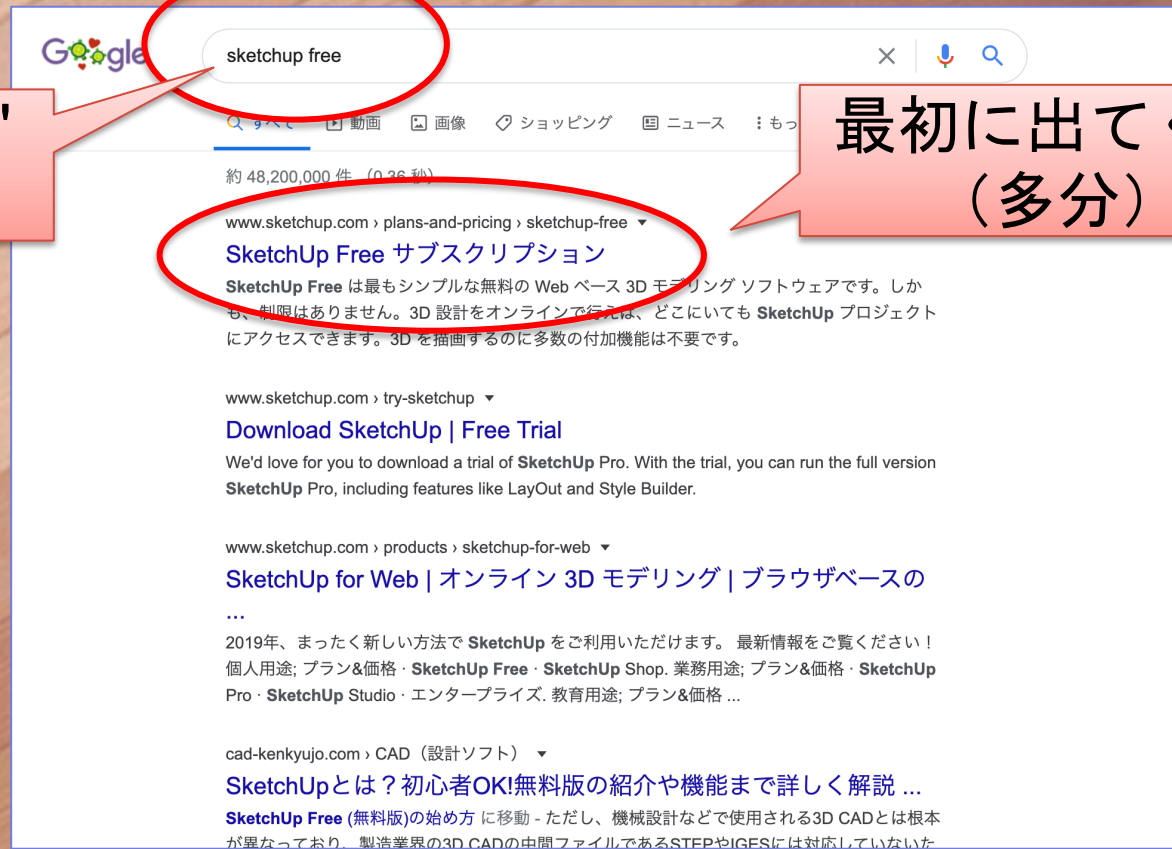 Google
sketchup free
"
最初に出てく
（多分）
すべて 動画 画像 ショッピング ニュース もっ
約 48,200,000 件 （0.36 秒）
www.sketchup.com › plans-and-pricing › sketchup-free
SketchUp Free サブスクリプション
SketchUp Free は最もシンプルな無料の Web ベース 3D モデリング ソフトウェアです。しか
も、制限はありません。3D 設計をオンラインで行えば、どこにいても SketchUp プロジェクト
にアクセスできます。3D を描画するのに多数の付加機能は不要です。
www.sketchup.com › try-sketchup
Download SketchUp | Free Trial
We'd love for you to download a trial of SketchUp Pro. With the trial, you can run the full version
SketchUp Pro, including features like LayOut and Style Builder.
www.sketchup.com › products › sketchup-for-web
SketchUp for Web | オンライン 3D モデリング | ブラウザベースの
...
2019年、まったく新しい方法で SketchUp をご利用いただけます。 最新情報をご覧ください！
個人用途; プラン&価格 · SketchUp Free · SketchUp Shop. 業務用途; プラン&価格 · SketchUp
Pro · SketchUp Studio · エンタープライズ. 教育用途; プラン&価格 ...
cad-kenkyujo.com › CAD（設計ソフト）
SketchUpとは？初心者OK!無料版の紹介や機能まで詳しく解説 ...
SketchUp Free (無料版)の始め方 に移動 - ただし、機械設計などで使用される3D CADとは根本
が異なっており、製造業界の3D CADの中間ファイルであるSTEPやIGESには対応していないた